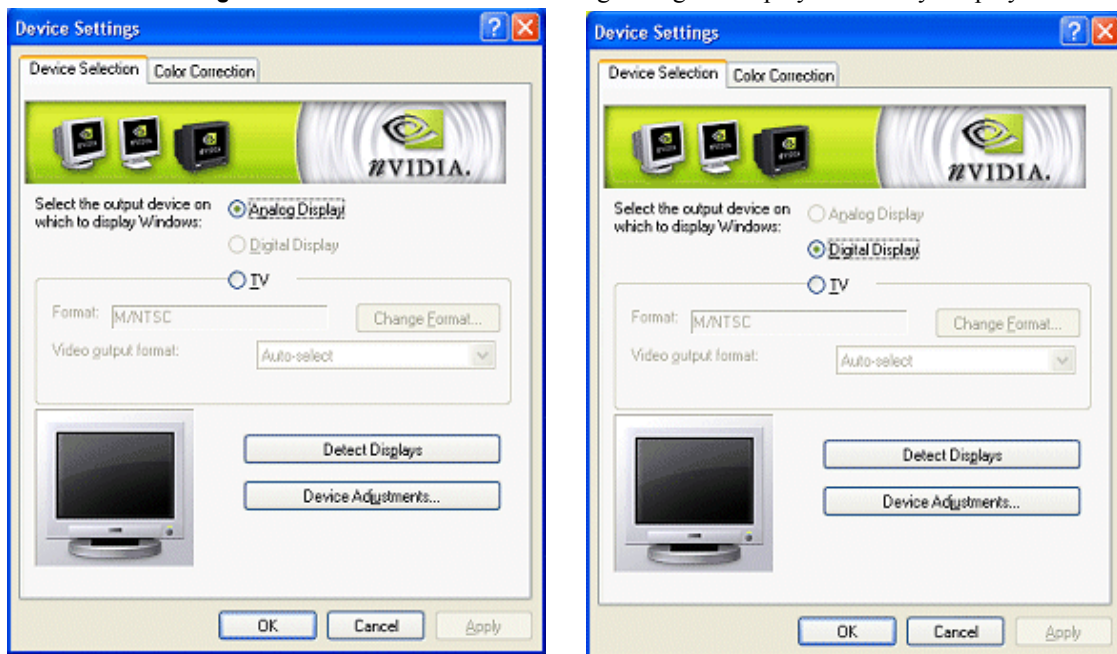 Device Settings
Device Selection Color Correction
nVIDIA.
Select the output device on
which to display Windows:
Analog Display
Digital Display
TV
Format: M/NTSC Change Format...
Video output format: Auto-select
Detect Displays
Device Adjustments...
OK Cancel Apply
Device Settings
Device Selection Color Correction
nVIDIA.
Select the output device on
which to display Windows:
Analog Display
Digital Display
TV
Format: M/NTSC Change Format...
Video output format: Auto-select
Detect Displays
Device Adjustments...
OK Cancel Apply